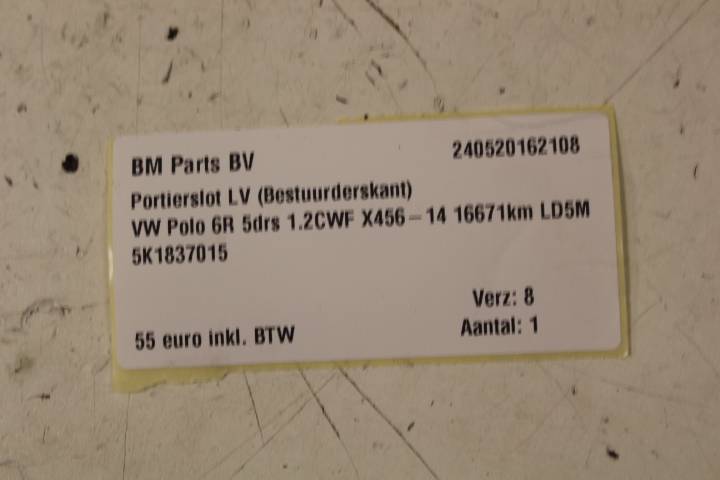 BM Parts BV 240520162108
Portierslot LV (Bestuurderskant)
VW Polo 6R 5drs 1.2CWF X456-14 16671km LD5M
5K1837015
Verz: 8
55 euro inkl. BTW Aantal: 1